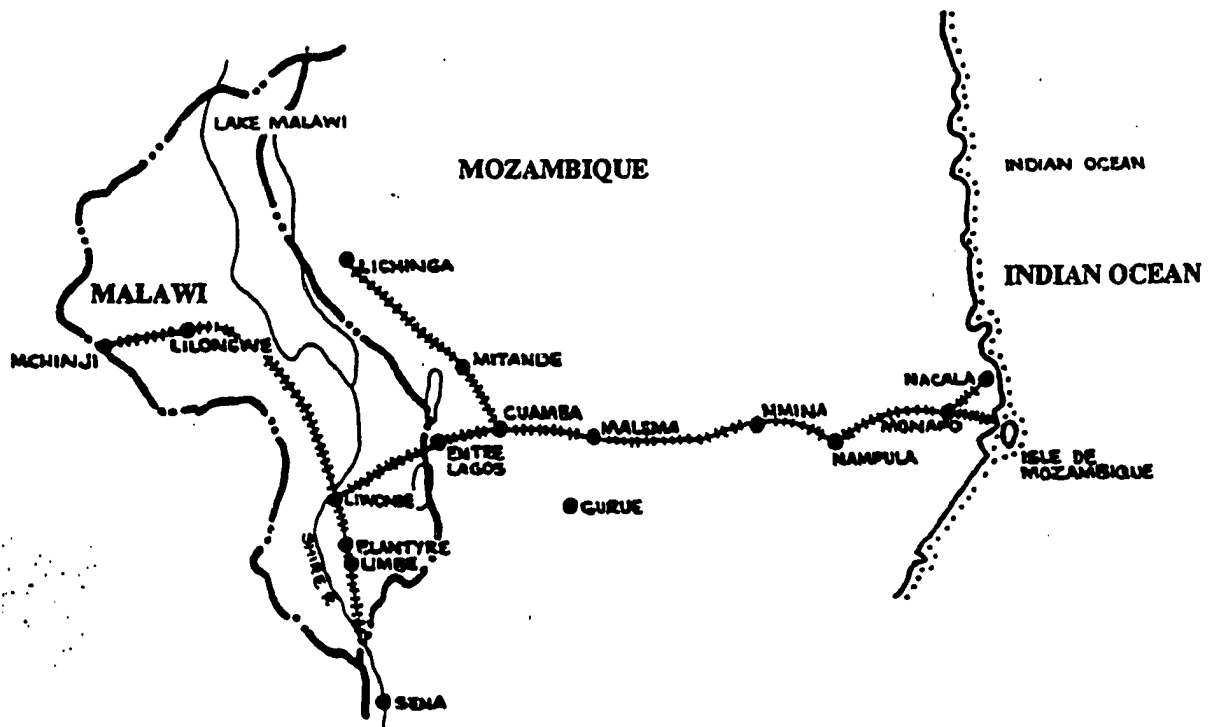 LAKE MALAWI
MOZAMBIQUE
INDIAN OCEAN
LICHINGA
INDIAN OCEAN
MALAWI
LILONGWE
MCHINJI
MITANDE
NACALA
CUAMBA
MALEMA
NMINA
MONAPO
ENTRE
LAGOS
NAMPULA
ISLE DE
MOZAMBIQUE
LIWONDE
GURUE
BLANTYRE
LIMBE
SHIRE R.
SENA